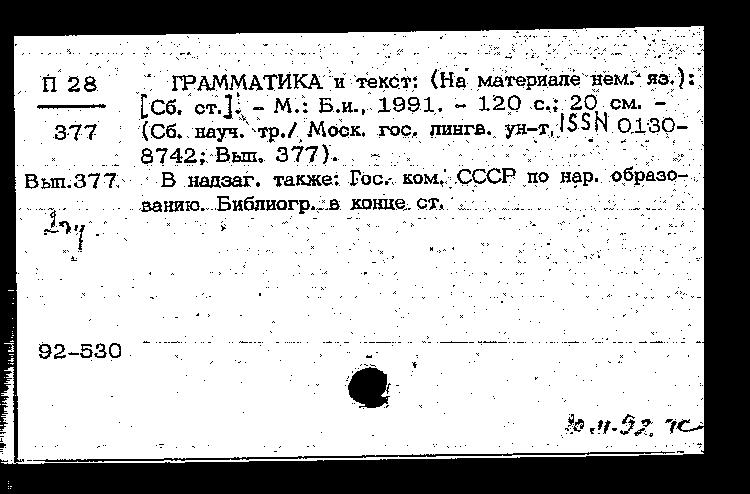 П 28 ГРАММАТИКА и текст: (На материале нем. яз.):
[Сб. ст.]. - М.: Б.и., 1991. - 120 с.; 20 см. -
377 (Сб. науч. тр./ Моск. гос. лингв. ун-т, ISSN 0130-
8742; Вып. 377).
Вып.377 В надзаг. также: Гос. ком. СССР по нар. образо-
ванию. Библиогр. в конце ст.
92-530